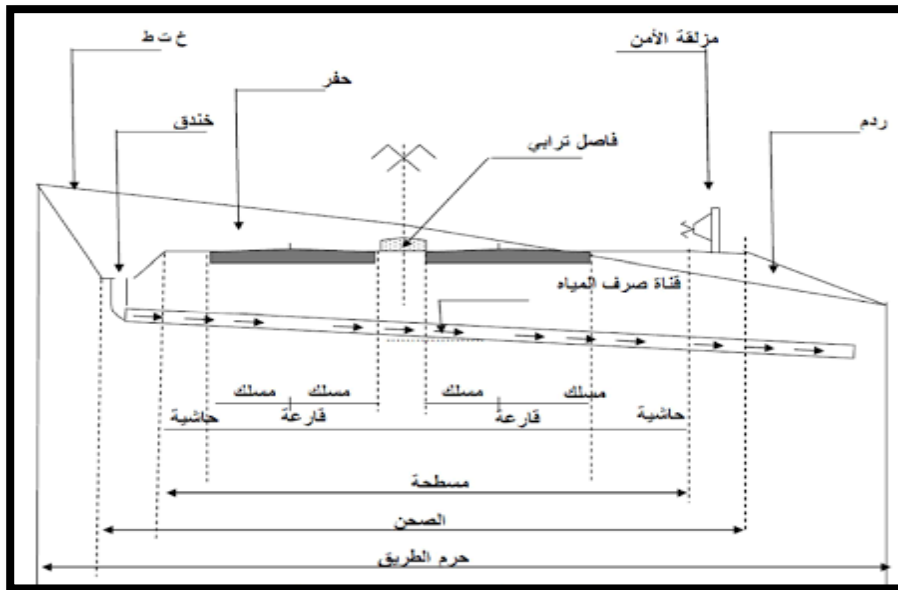 خ ت ط
مزلقة الأمن
حفر
خندق
فاصل ترابي
ردم
قناة صرف المياه
مسلك مسلك مسلك مسلك
حاشية قارعة قارعة حاشية
مسطحة
الصحن
حرم الطريق